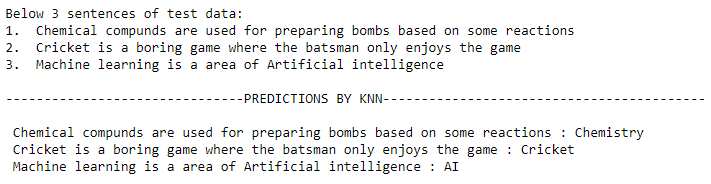 Below 3 sentences of test data:
1.  Chemical compunds are used for preparing bombs based on some reactions
2.  Cricket is a boring game where the batsman only enjoys the game
3.  Machine learning is a area of Artificial intelligence
-------------------------------PREDICTIONS BY KNN------------------------------------------
Chemical compunds are used for preparing bombs based on some reactions : Chemistry
Cricket is a boring game where the batsman only enjoys the game : Cricket
Machine learning is a area of Artificial intelligence : AI